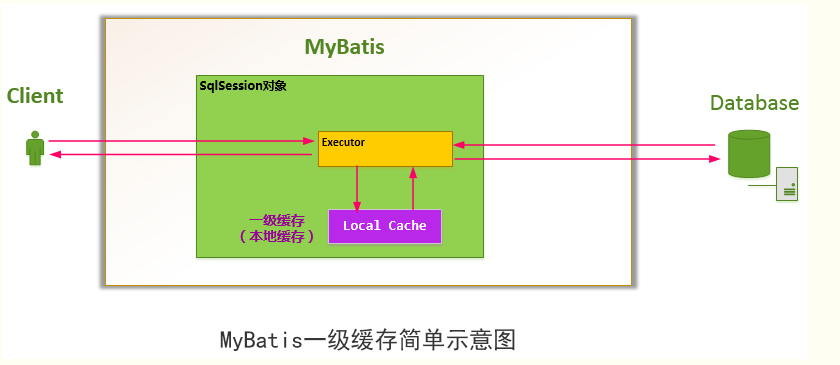 MyBatis
Client
SqlSession对象
Database
Executor
一级缓存
（本地缓存）
Local Cache
MyBatis一级缓存简单示意图